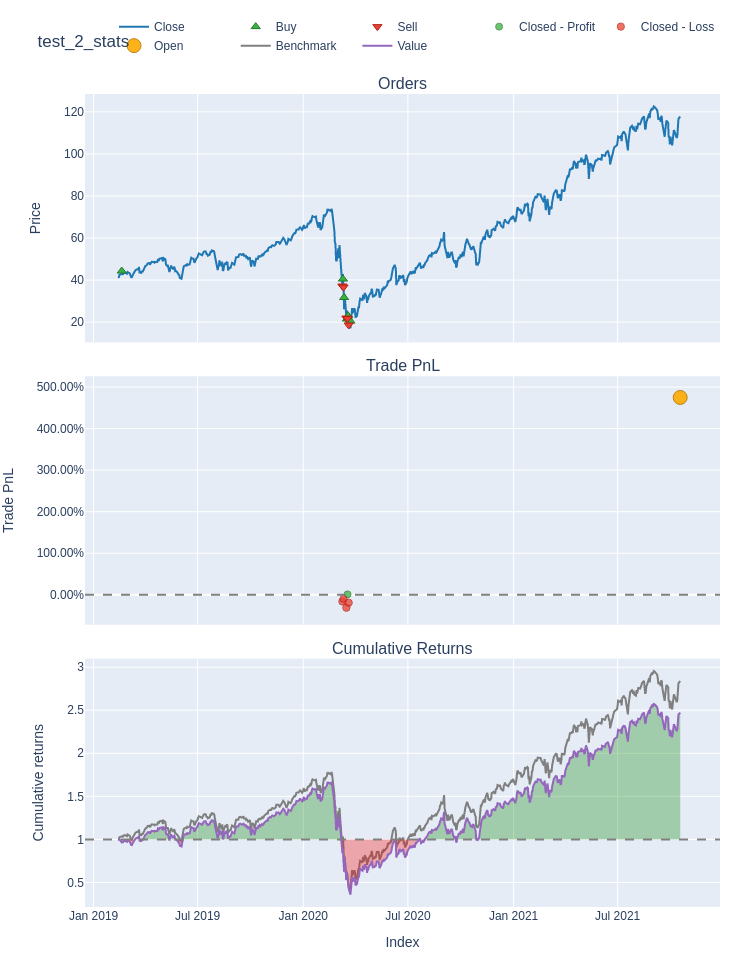 test_2_stats
Close Buy Sell Closed - Profit Closed - Loss
Open Benchmark Value
Orders
120
100
80
60
40
20
Price
Trade PnL
500.00%
400.00%
300.00%
200.00%
100.00%
0.00%
Trade PnL
Cumulative Returns
3
2.5
2
1.5
1
0.5
Cumulative returns
Jan 2019 Jul 2019 Jan 2020 Jul 2020 Jan 2021 Jul 2021
Index